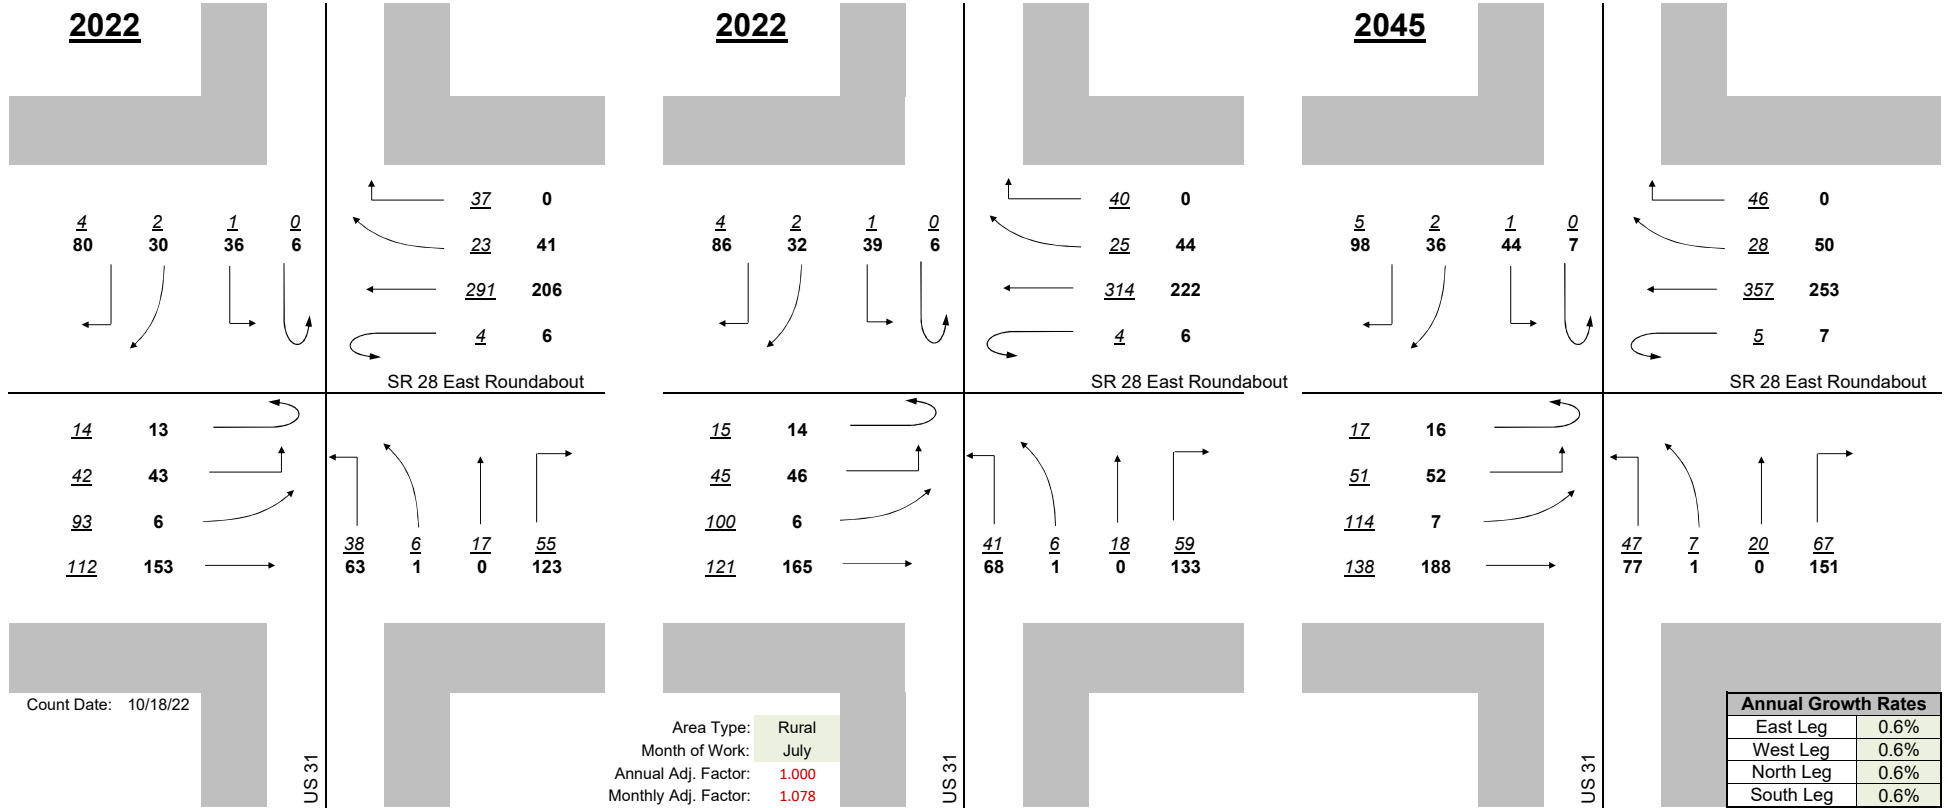 2022
4 2 1 0
80 30 36 6
37 0
23 41
291 206
4 6
SR 28 East Roundabout
14 13
42 43
93 6
112 153
38 6 17 55
63 1 0 123
Count Date: 10/18/22
US 31
2022
4 2 1 0
86 32 39 6
40 0
25 44
314 222
4 6
SR 28 East Roundabout
15 14
45 46
100 6
121 165
41 6 18 59
68 1 0 133
Area Type: Rural
Month of Work: July
Annual Adj. Factor: 1.000
Monthly Adj. Factor: 1.078
US 31
2045
5 2 1 0
98 36 44 7
46 0
28 50
357 253
5 7
SR 28 East Roundabout
17 16
51 52
114 7
138 188
47 7 20 67
77 1 0 151
US 31
Annual Growth Rates
East Leg 0.6%
West Leg 0.6%
North Leg 0.6%
South Leg 0.6%